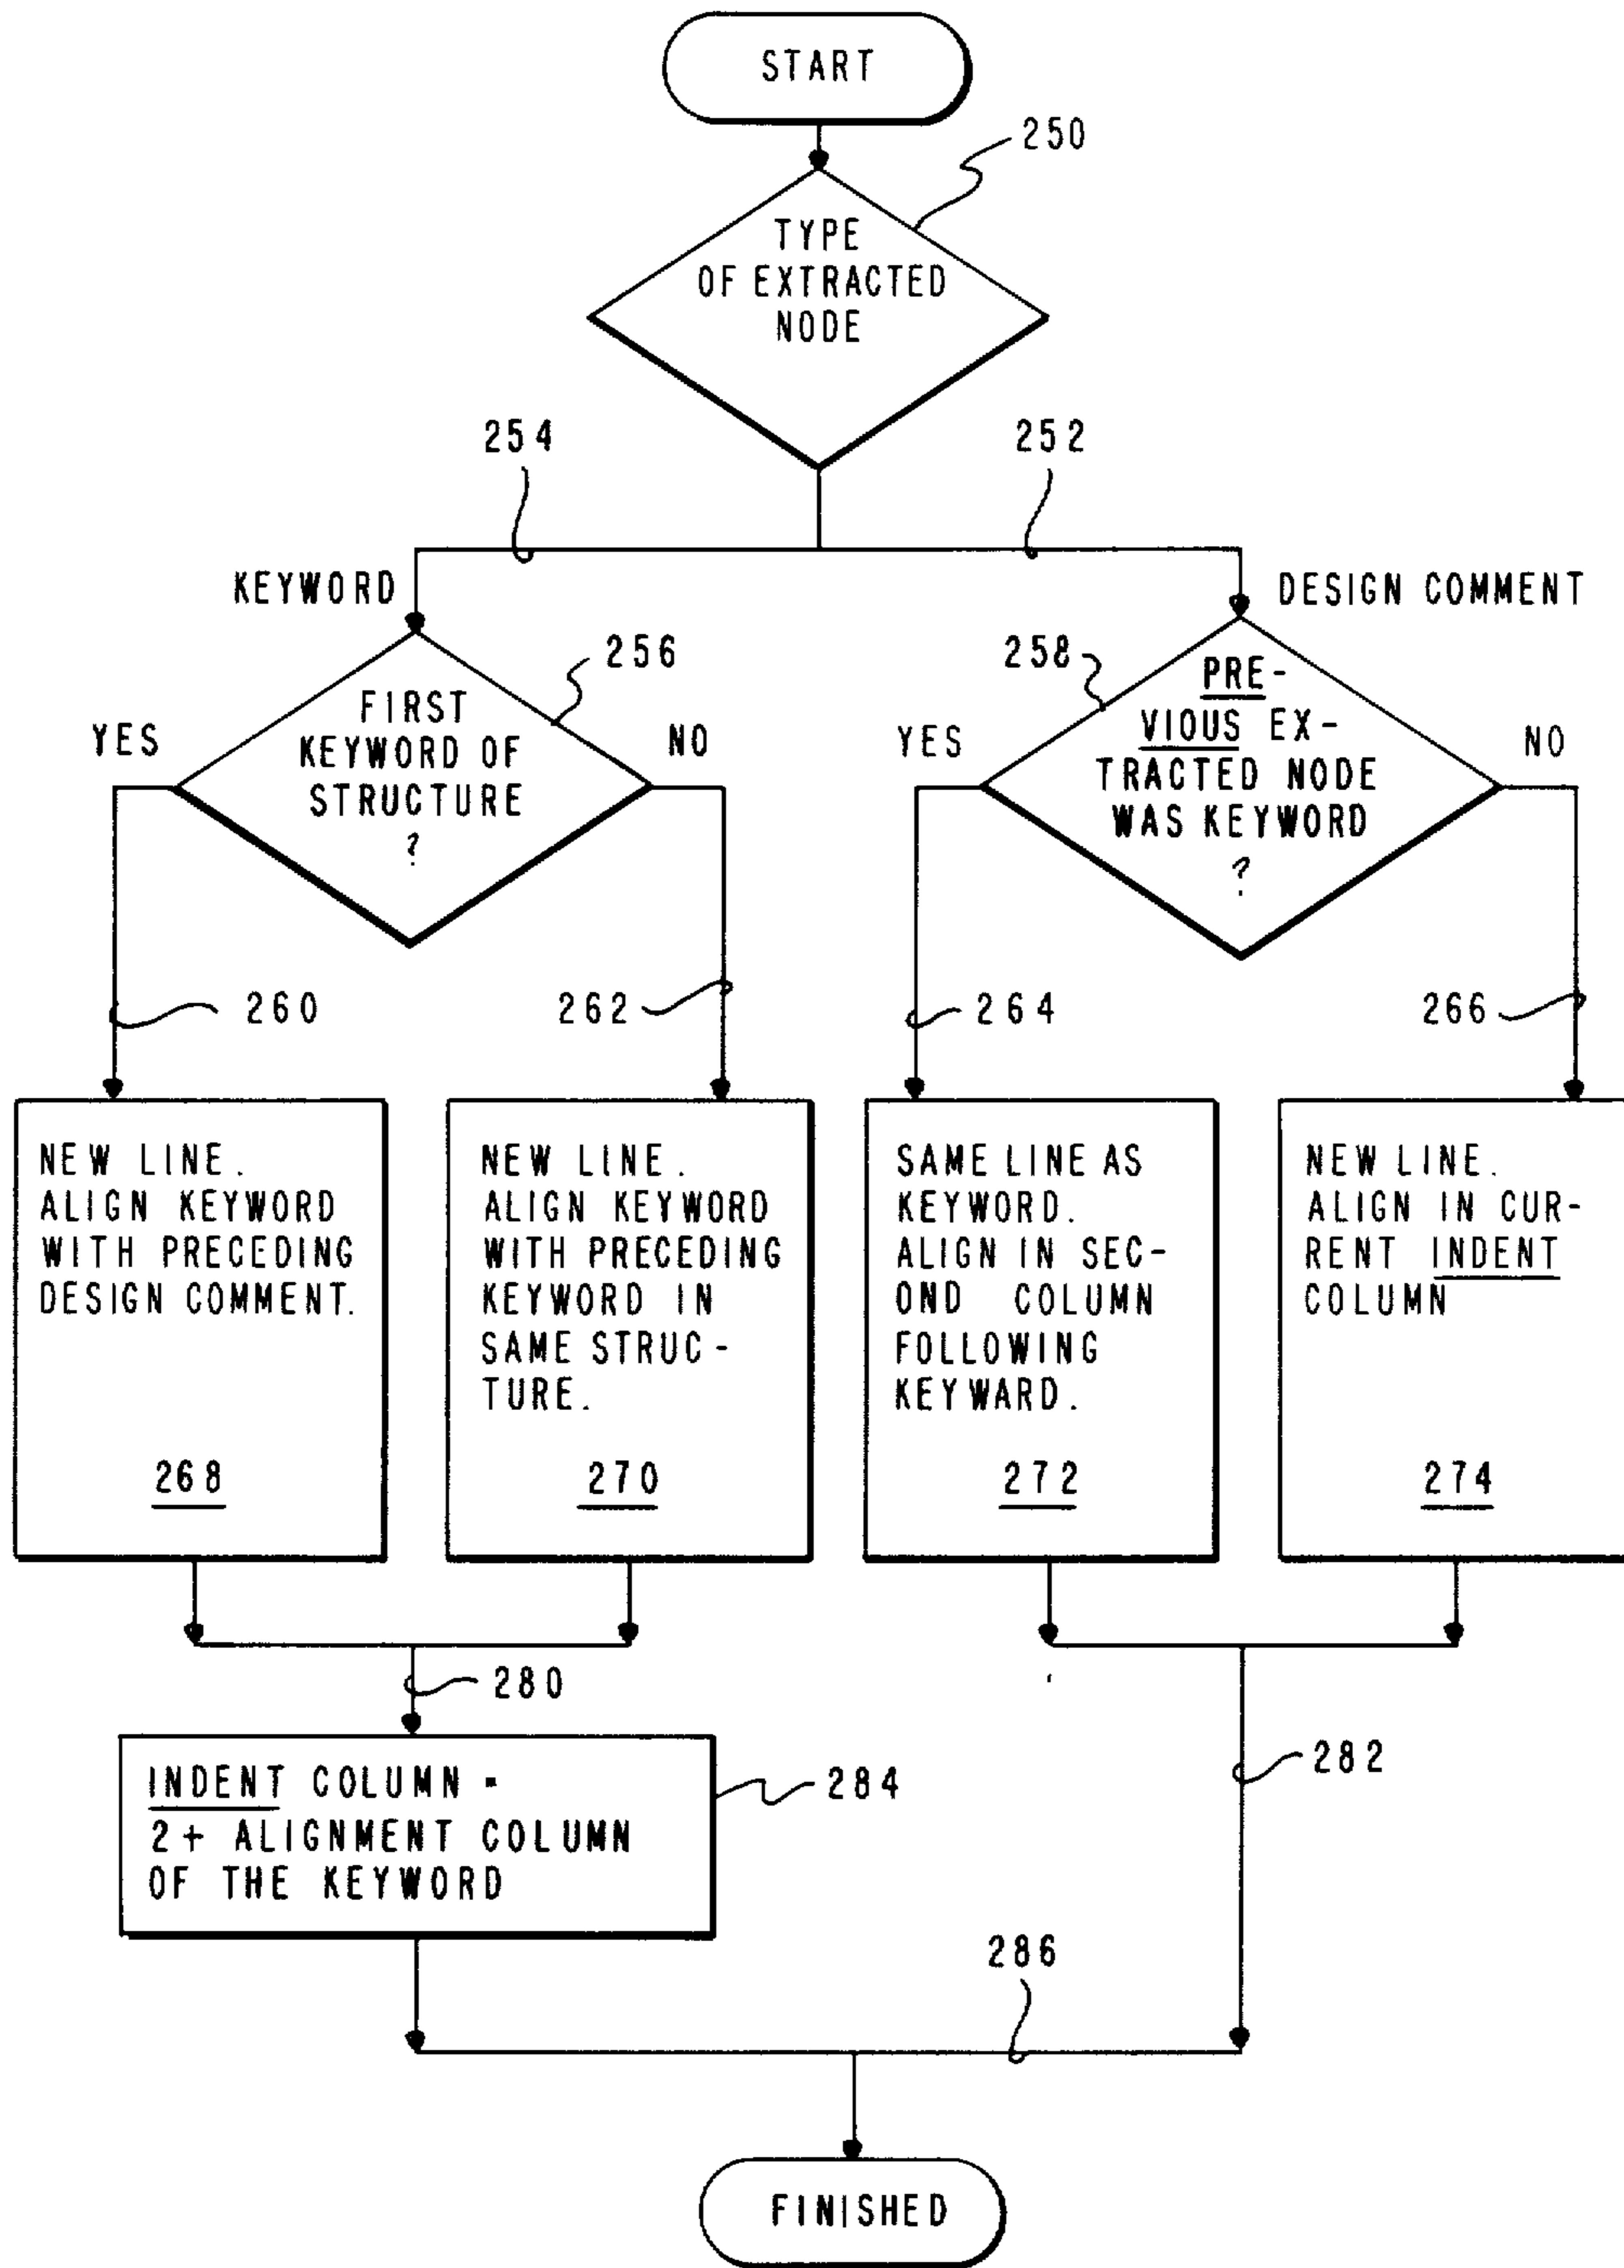 START
250
TYPE
OF EXTRACTED
NODE
254
252
KEYWORD
DESIGN COMMENT
256
FIRST
KEYWORD OF
STRUCTURE
?
YES
NO
258
PRE-
VIOUS EX-
TRACTED NODE
WAS KEYWORD
?
YES
NO
260
262
264
266
NEW LINE.
ALIGN KEYWORD
WITH PRECEDING
DESIGN COMMENT.
268
NEW LINE.
ALIGN KEYWORD
WITH PRECEDING
KEYWORD IN
SAME STRUC-
TURE.
270
SAME LINE AS
KEYWORD.
ALIGN IN SEC-
OND COLUMN
FOLLOWING
KEYWARD.
272
NEW LINE.
ALIGN IN CUR-
RENT INDENT
COLUMN
274
280
282
INDENT COLUMN =
2+ ALIGNMENT COLUMN
OF THE KEYWORD
284
286
FINISHED